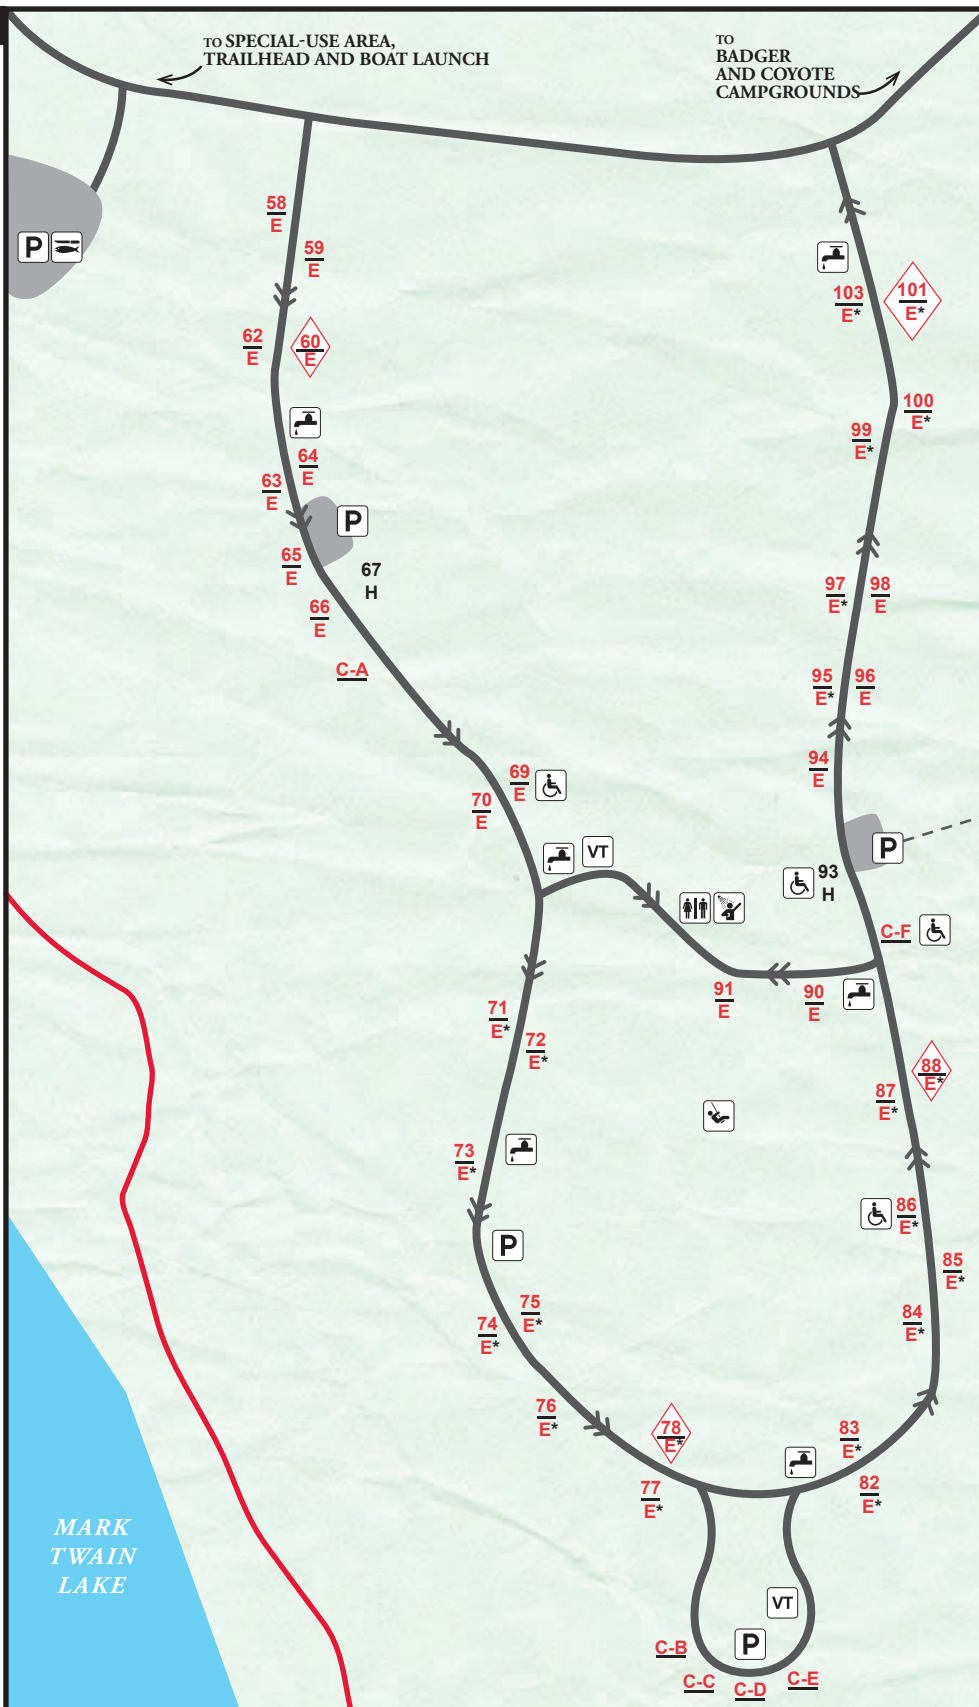 TO SPECIAL-USE AREA,
TRAILHEAD AND BOAT LAUNCH
TO
BADGER
AND COYOTE
CAMPGROUNDS
P
58
E
59
E
62
E
60
E
64
E
63
E
P
65
E
67
H
66
E
C-A
69
E
70
E
VT
103
E*
101
E*
100
E*
99
E*
97
E*
98
E
95
E*
96
E
94
E
P
93
H
C-F
91
E
90
E
71
E*
72
E*
88
E*
87
E*
73
E*
86
E*
P
85
E*
75
E*
74
E*
84
E*
76
E*
78
E*
83
E*
77
E*
82
E*
MARK
TWAIN
LAKE
VT
P
C-B
C-C
C-D
C-E